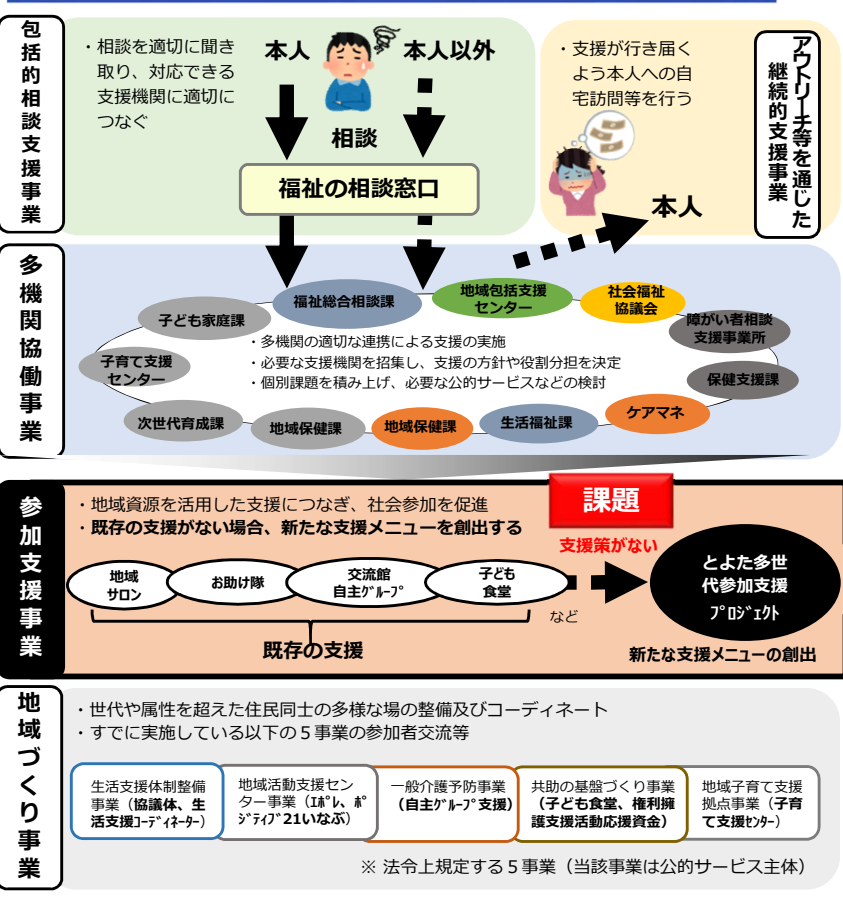 包括的相談支援事業
・相談を適切に聞き
取り、対応できる
支援機関に適切に
つなぐ
本人
本人以外
相談
福祉の相談窓口
・支援が行き届く
よう本人への自
宅訪問等を行う
本人
アウトリーチ等を通じた
継続的支援事業
多機関協働事業
福祉総合相談課
地域包括支援
センター
社会福祉
協議会
子ども家庭課
障がい者相談
支援事業所
・多機関の適切な連携による支援の実施
・必要な支援機関を招集し、支援の方針や役割分担を決定
・個別課題を積み上げ、必要な公的サービスなどの検討
子育て支援
センター
保健支援課
次世代育成課
地域保健課
地域保健課
生活福祉課
ケアマネ
参加支援事業
・地域資源を活用した支援につなぎ、社会参加を促進
・既存の支援がない場合、新たな支援メニューを創出する
課題
支援策がない
地域
サロン
お助け隊
交流館
自主ｸﾞﾙｰﾌﾟ
子ども
食堂
など
既存の支援
とよた多世
代参加支援
ﾌﾟﾛｼﾞｪｸﾄ
新たな支援メニューの創出
地域づくり事業
・世代や属性を超えた住民同士の多様な場の整備及びコーディネート
・すでに実施している以下の５事業の参加者交流等
生活支援体制整備
事業（協議体、生
活支援ｺｰﾃﾞｨﾈｰﾀｰ）
地域活動支援セン
ター事業（ｴﾎﾟﾚ、ﾎﾟ
ｼﾞﾃｨﾌﾞ21いなぶ）
一般介護予防事業
（自主ｸﾞﾙｰﾌﾟ支援）
共助の基盤づくり事業
（子ども食堂、権利擁
護支援活動応援資金）
地域子育て支援
拠点事業（子育
て支援ｾﾝﾀｰ）
※ 法令上規定する５事業（当該事業は公的サービス主体）